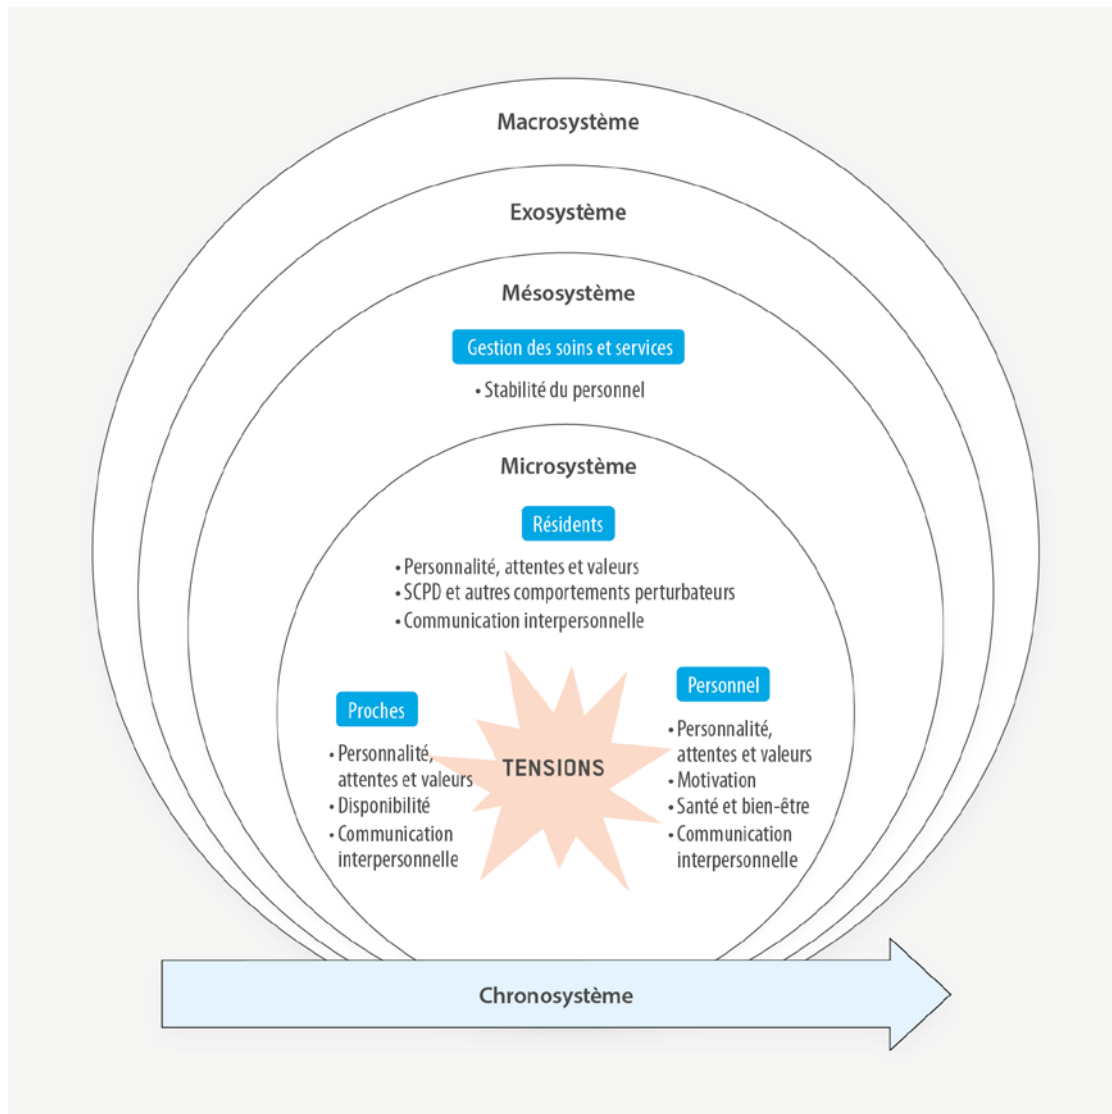 Macrosystème
Exosystème
Mésosystème
Gestion des soins et services
• Stabilité du personnel
Microsystème
Résidents
• Personnalité, attentes et valeurs
• SCPD et autres comportements perturbateurs
• Communication interpersonnelle
Proches
• Personnalité,
attentes et valeurs
• Disponibilité
• Communication
interpersonnelle
TENSIONS
Personnel
• Personnalité,
attentes et valeurs
• Motivation
• Santé et bien-être
• Communication
interpersonnelle
Chronosystème